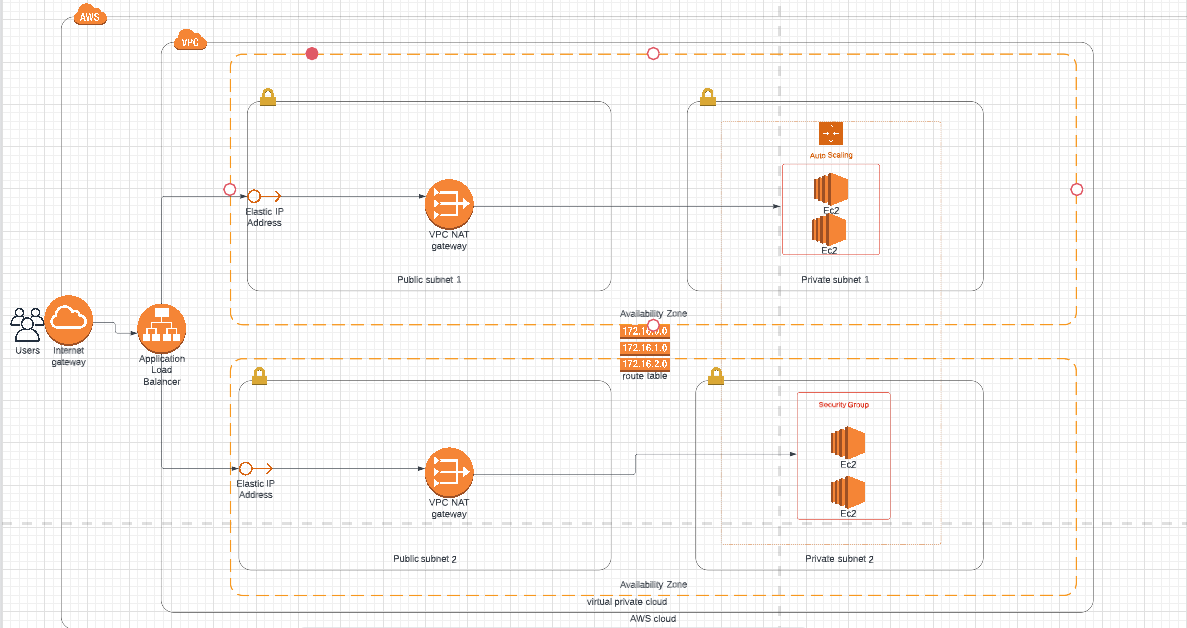 AWS
VPC
Auto Scaling
Ec2
Ec2
Elastic IP
Address
VPC NAT
gateway
Public subnet 1
Private subnet 1
Availability Zone
172.16.0.0
172.16.1.0
172.16.2.0
route table
Users
Internet
gateway
Application
Load
Balancer
Security Group
Ec2
Ec2
Elastic IP
Address
VPC NAT
gateway
Public subnet 2
Private subnet 2
Availability Zone
virtual private cloud
AWS cloud